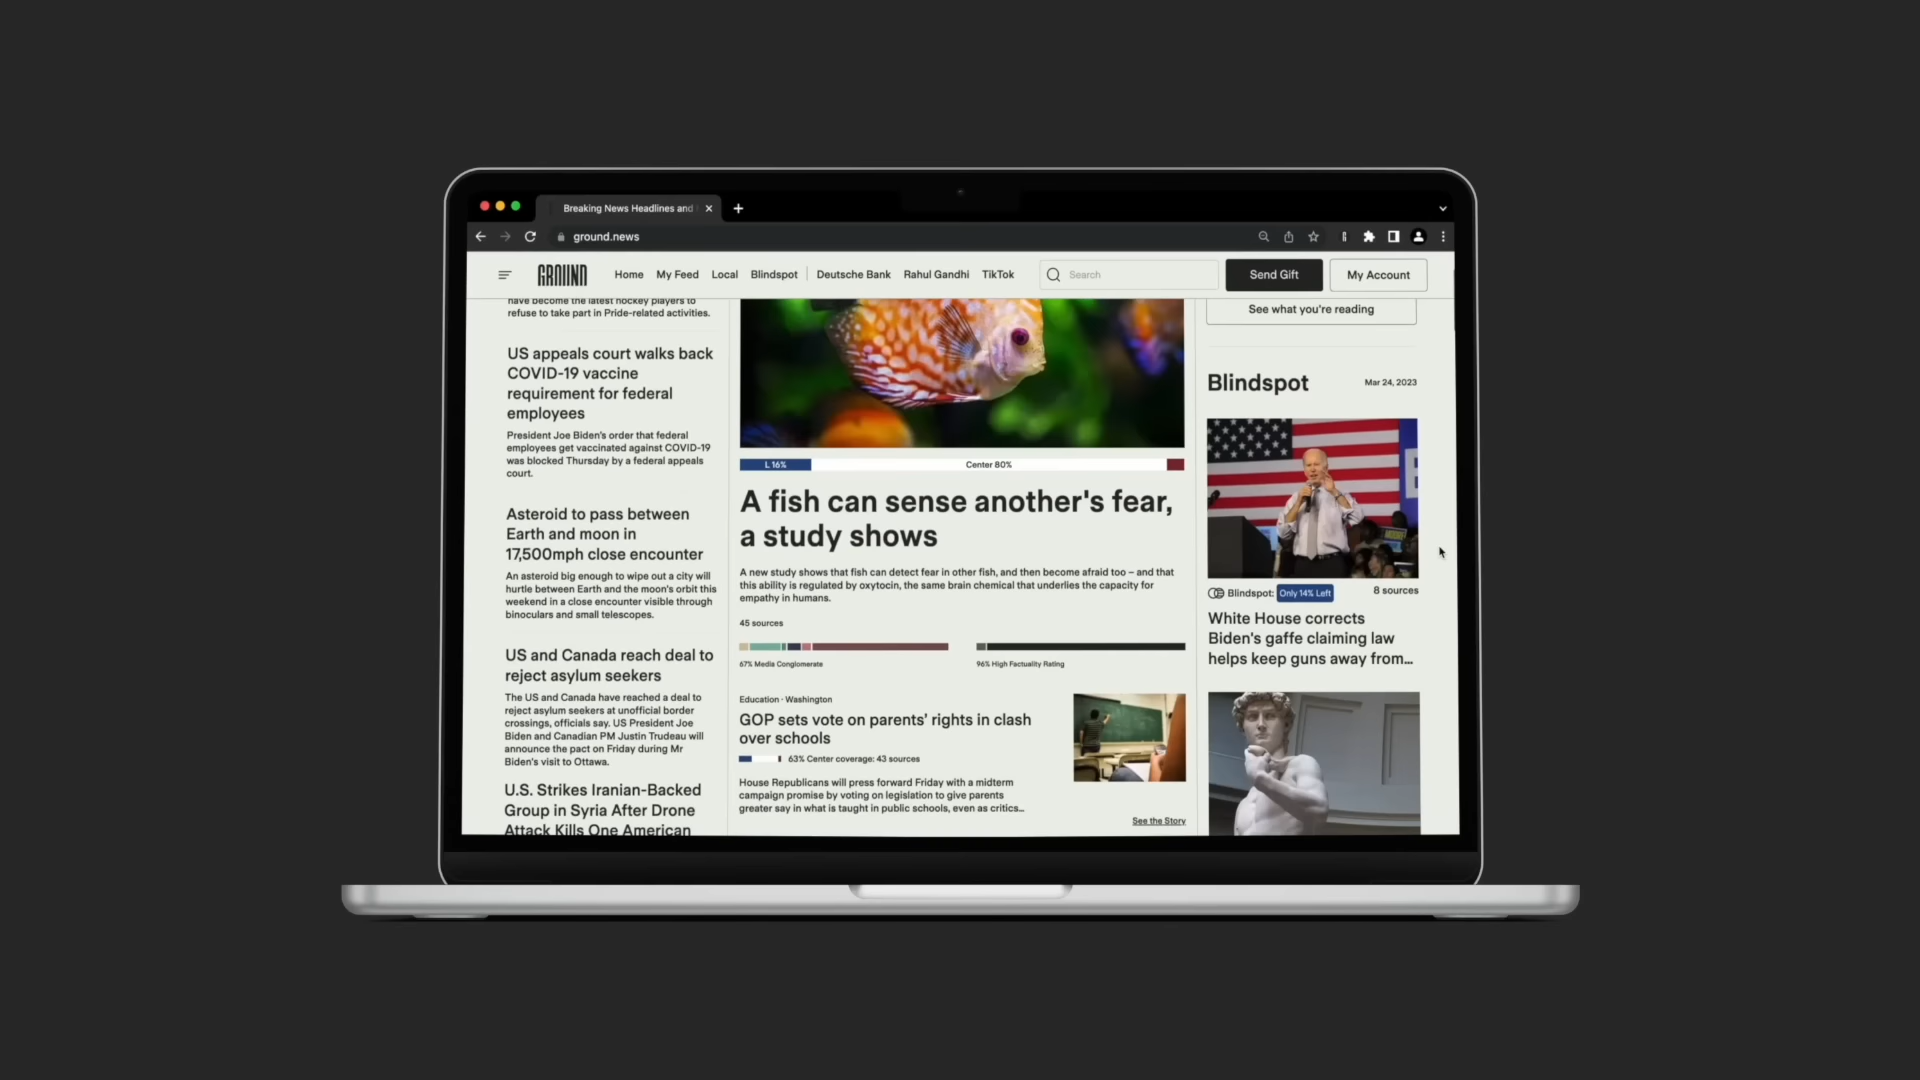 Breaking News Headlines and
ground.news
GROUND
Home
My Feed
Local
Blindspot
Deutsche Bank
Rahul Gandhi
TikTok
Search
Send Gift
My Account
have become the latest hockey players to
refuse to take part in Pride-related activities.
US appeals court walks back
COVID-19 vaccine
requirement for federal
employees
President Joe Biden's order that federal
employees get vaccinated against COVID-19
was blocked Thursday by a federal appeals
court.
Asteroid to pass between
Earth and moon in
17,500mph close encounter
An asteroid big enough to wipe out a city will
hurtle between Earth and the moon's orbit this
weekend in a close encounter visible through
binoculars and small telescopes.
US and Canada reach deal to
reject asylum seekers
The US and Canada have reached a deal to
reject asylum seekers at unofficial border
crossings, officials say. US President Joe
Biden and Canadian PM Justin Trudeau will
announce the pact on Friday during Mr
Biden's visit to Ottawa.
U.S. Strikes Iranian-Backed
Group in Syria After Drone
Attack Kills One American
L 16%
Center 80%
A fish can sense another's fear,
a study shows
A new study shows that fish can detect fear in other fish, and then become afraid too – and that
this ability is regulated by oxytocin, the same brain chemical that underlies the capacity for
empathy in humans.
45 sources
67% Media Conglomerate
96% High Factuality Rating
Education · Washington
GOP sets vote on parents' rights in clash
over schools
63% Center coverage: 43 sources
House Republicans will press forward Friday with a midterm
campaign promise by voting on legislation to give parents
greater say in what is taught in public schools, even as critics...
See the Story
See what you're reading
Blindspot
Mar 24, 2023
Blindspot:
Only 14% Left
8 sources
White House corrects
Biden's gaffe claiming law
helps keep guns away from...